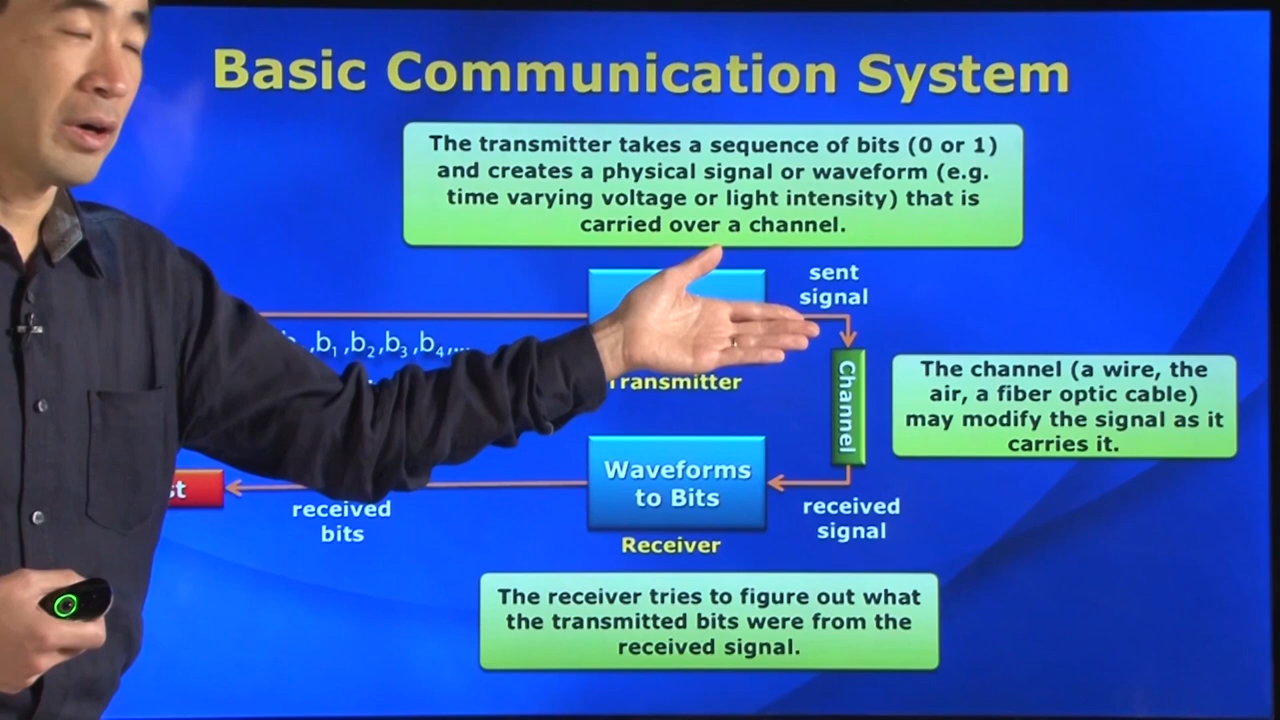 Basic Communication System
The transmitter takes a sequence of bits (0 or 1)
and creates a physical signal or waveform (e.g.
time varying voltage or light intensity) that is
carried over a channel.
sent
signal
,b₁ ,b₂,b₃ ,b₄,...
Transmitter
Channel
The channel (a wire, the
air, a fiber optic cable)
may modify the signal as it
carries it.
Waveforms
to Bits
st
received
bits
received
signal
Receiver
The receiver tries to figure out what
the transmitted bits were from the
received signal.